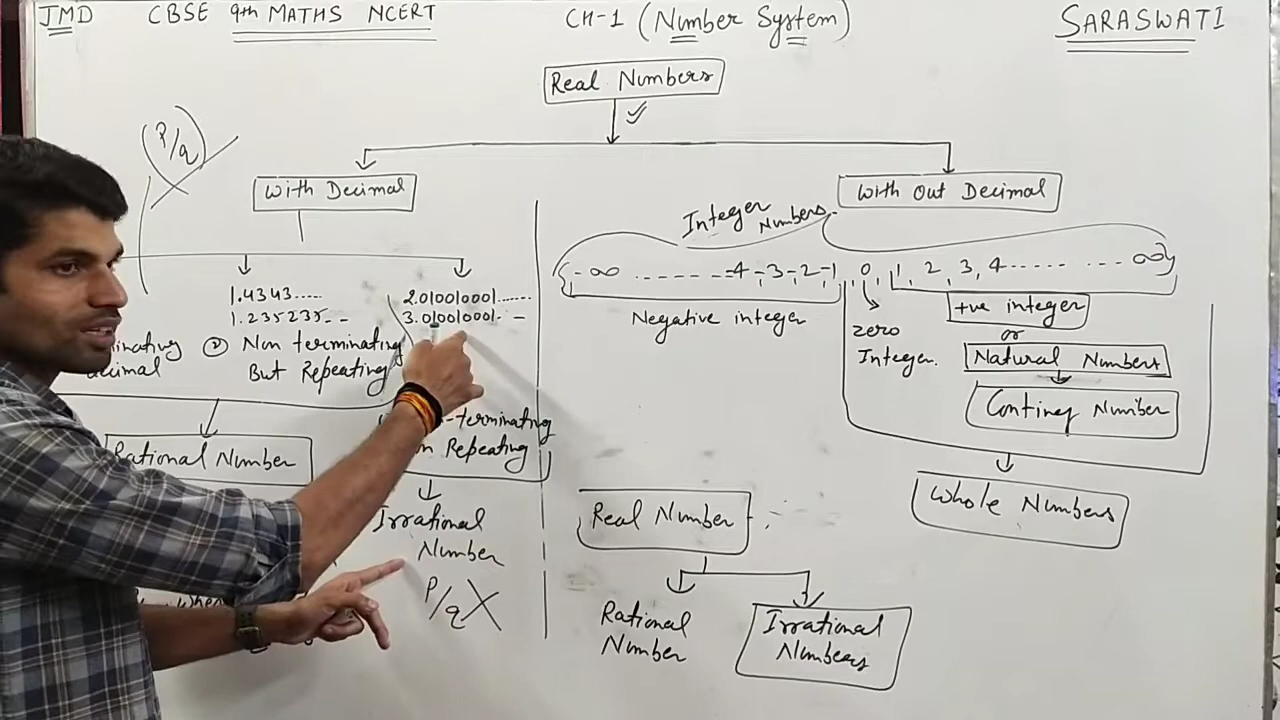 JMD CBSE 9th MATHS NCERT CH-1 (Number System) SARASWATI
Real Numbers
P/q
With Decimal
With Out Decimal
Integer Numbers
{-∞ .......-4,-3,-2,-1, 0, 1, 2, 3, 4...... ... ∞}
1.4343.....
1.235235..--
2.010010001......
3.010010001.. -
Negative integer
zero
Integer.
+ve integer
or
Natural Numbers
Contineg Number
② Non terminating
But Repeating
Repeating
Rational Number
Irrational
Number
P/q X
Whole Numbers
Real Number
Rational
Number
Irrational
Numbers